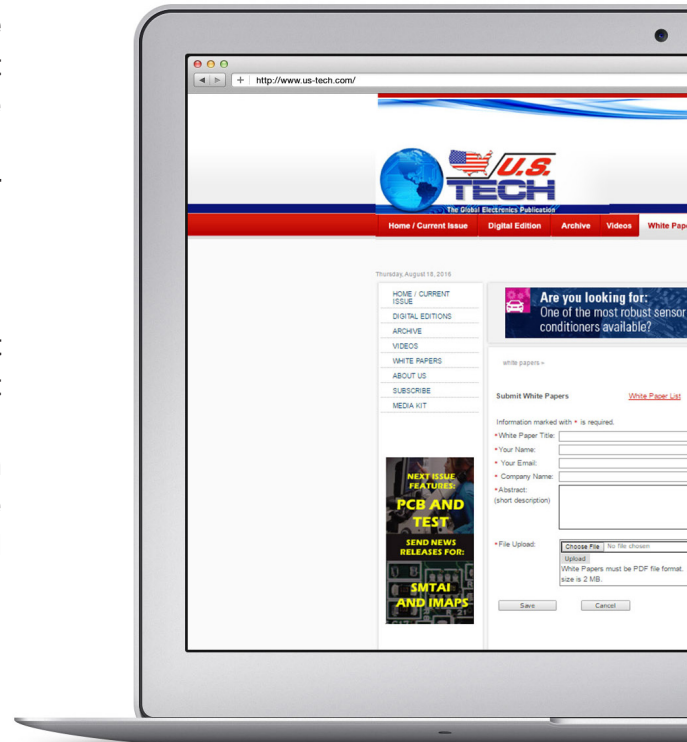 http://www.us-tech.com/
U.S.
TECH
The Global Electronics Publication
Home / Current Issue Digital Edition Archive Videos White
Thursday, August 18, 2016
HOME / CURRENT
ISSUE
DIGITAL EDITIONS
ARCHIVE
VIDEOS
WHITE PAPERS
ABOUT US
SUBSCRIBE
MEDIA KIT
NEXT ISSUE
FEATURES:
PCB AND
TEST
SEND NEWS
RELEASES FOR:
SMTAI
AND IMAPS
Are you looking for:
One of the most robust sensor
conditioners available?
white papers »
Submit White Papers White Paper List
Information marked with * is required.
* White Paper Title:
* Your Name:
* Your Email:
* Company Name:
* Abstract:
(short description)
* File Upload:
Choose File No file chosen
Upload
White Papers must be PDF file format.
size is 2 MB.
Save Cancel